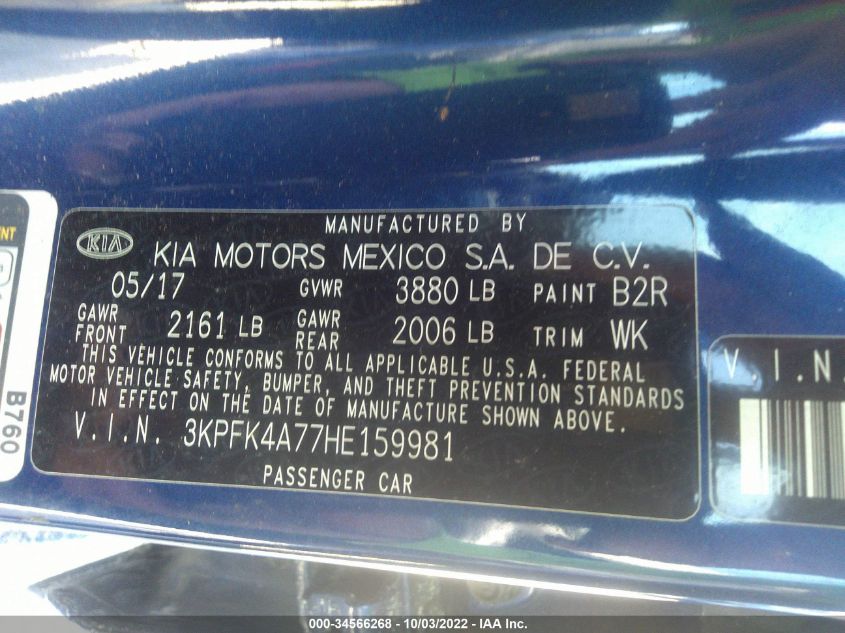 MANUFACTURED BY
KIA KIA MOTORS MEXICO S.A. DE C.V.
05/17 GVWR 3880 LB PAINT B2R
GAWR FRONT 2161 LB GAWR REAR 2006 LB TRIM WK
THIS VEHICLE CONFORMS TO ALL APPLICABLE U.S.A. FEDERAL
MOTOR VEHICLE SAFETY, BUMPER, AND THEFT PREVENTION STANDARDS
IN EFFECT ON THE DATE OF MANUFACTURE SHOWN ABOVE.
V.I.N. 3KPFK4A77HE159981
PASSENGER CAR
B760
V.I.N.
000-34566268 - 10/03/2022 - IAA Inc.